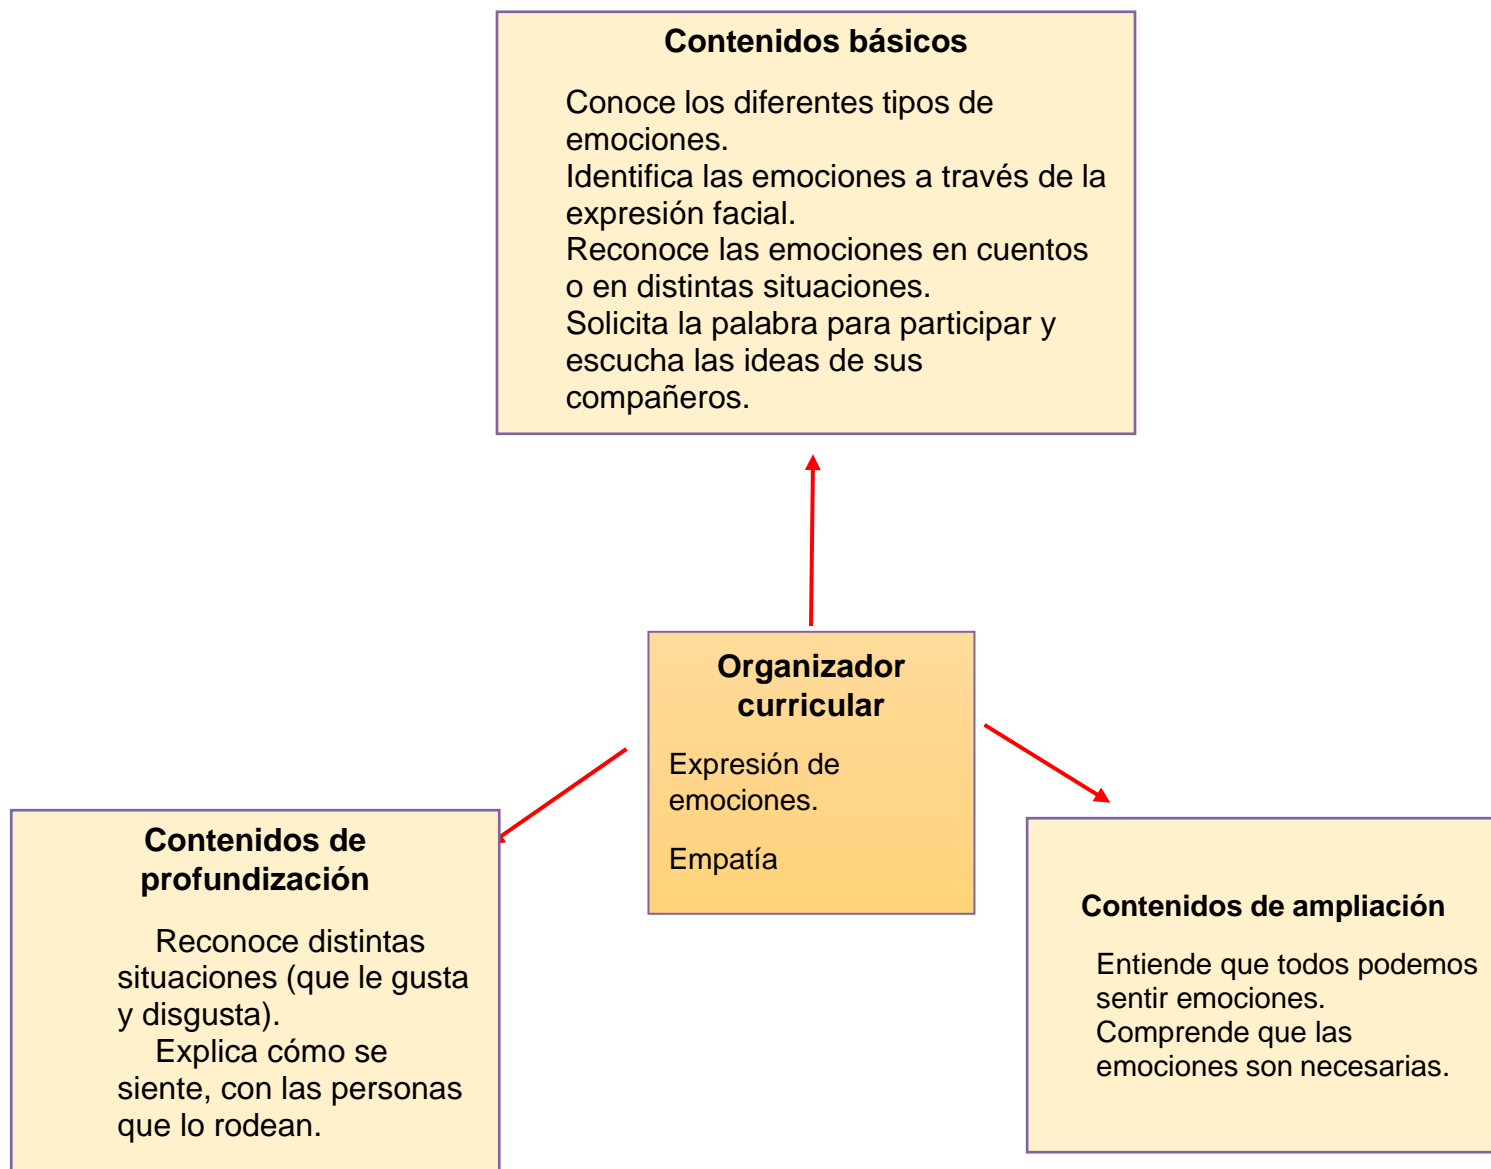 Contenidos básicos
Conoce los diferentes tipos de
emociones.
Identifica las emociones a través de la
expresión facial.
Reconoce las emociones en cuentos
o en distintas situaciones.
Solicita la palabra para participar y
escucha las ideas de sus
compañeros.
Organizador
curricular
Expresión de
emociones.
Empatía
Contenidos de
profundización
Reconoce distintas
situaciones (que le gusta
y disgusta).
Explica cómo se
siente, con las personas
que lo rodean.
Contenidos de ampliación
Entiende que todos podemos
sentir emociones.
Comprende que las
emociones son necesarias.